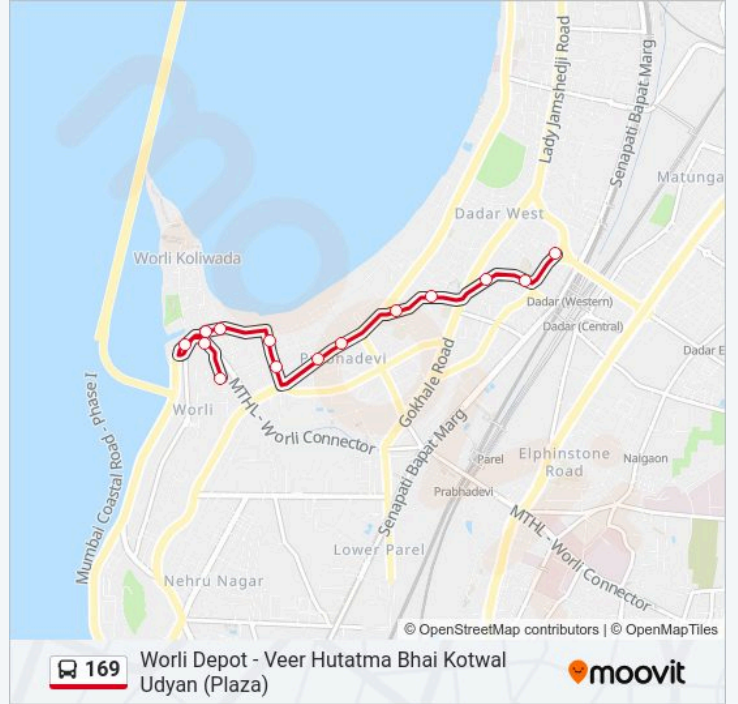 Lady Jamshedji Road
Senapati Bapat Marg
Matunga
Dadar West
Worli Koliwada
Dadar (Western)
Dadar (Central)
Dadar E
Prabhadevi
Gokhale Road
MTHL - Worli Connector
Worli
Mumbai Coastal Road - Phase I
Senapati Bapat Marg
Parel
Elphinstone
Road
Naigaon
Prabhadevi
MTHL - Worli Connector
Lower Parel
Nehru Nagar
© OpenStreetMap contributors | © OpenMapTiles
169
Worli Depot - Veer Hutatma Bhai Kotwal
Udyan (Plaza)
moovit